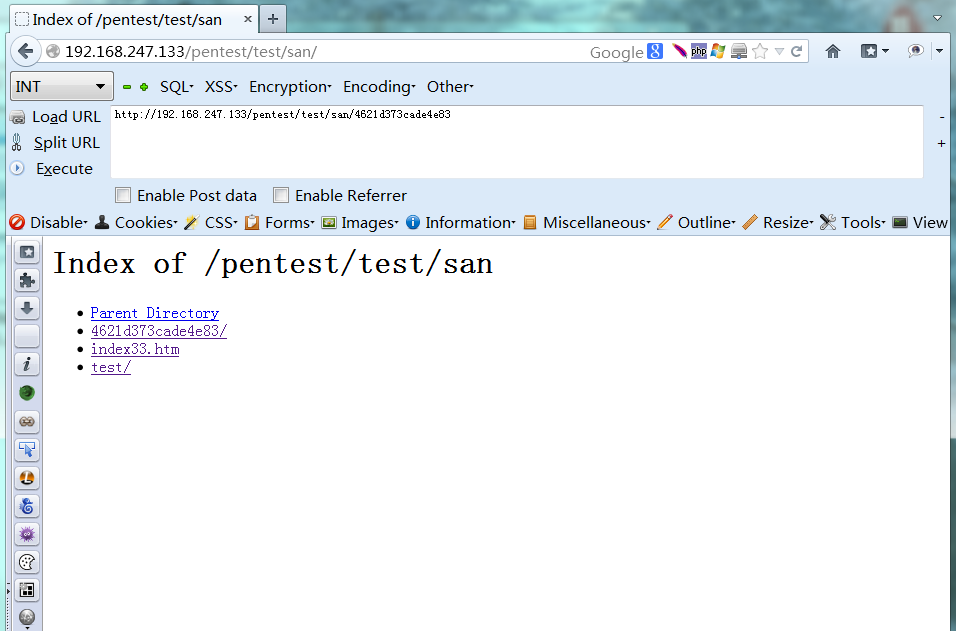 Index of /pentest/test/san × +
192.168.247.133/pentest/test/san/ Google 8 php
INT SQL XSS Encryption Encoding Other
Load URL http://192.168.247.133/pentest/test/san/4621d373cade4e83 -
Split URL +
Execute
Enable Post data Enable Referrer
Disable Cookies CSS Forms Images Information Miscellaneous Outline Resize Tools View
Index of /pentest/test/san
Parent Directory
4621d373cade4e83/
index33.htm
test/